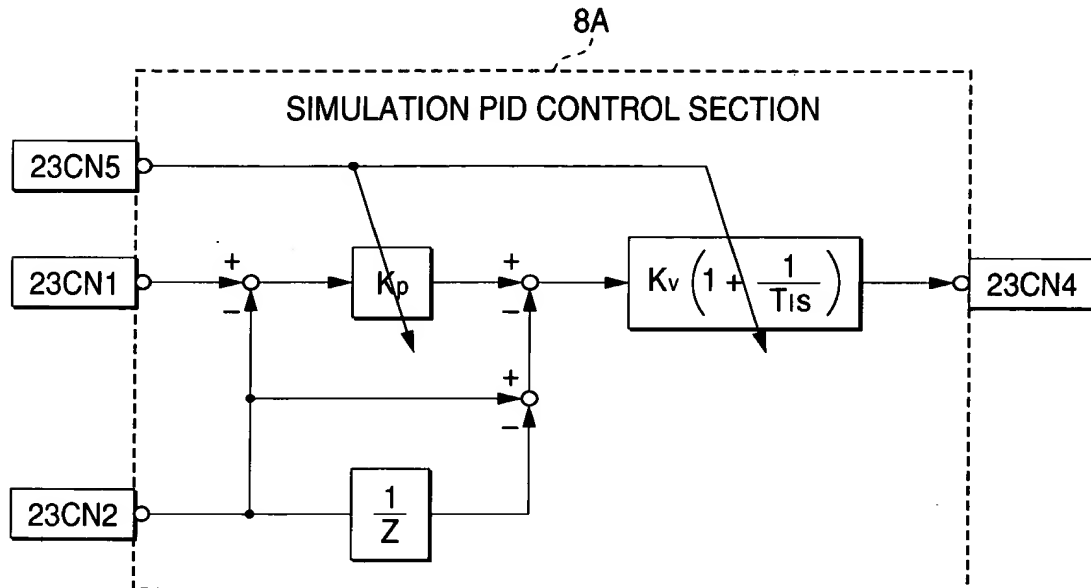 8A
SIMULATION PID CONTROL SECTION
23CN5
23CN1
+
−
Kp
+
−
Kv ( 1 + 1 / TIS )
23CN4
+
−
23CN2
1 / Z